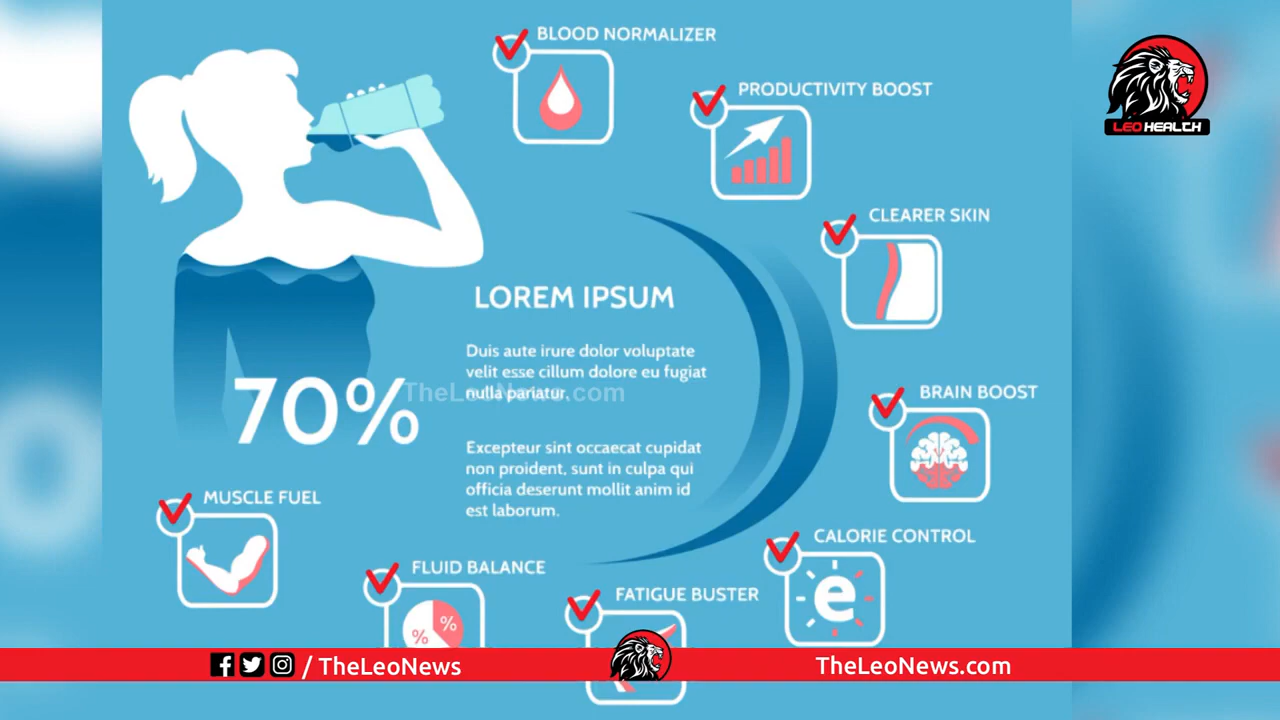 BLOOD NORMALIZER
PRODUCTIVITY BOOST
LEO HEALTH
CLEARER SKIN
LOREM IPSUM
Duis aute irure dolor voluptate
velit esse cillum dolore eu fugiat
nulla pariatur.
TheLeoNews.com
70%
BRAIN BOOST
Excepteur sint occaecat cupidat
non proident, sunt in culpa qui
officia deserunt mollit anim id
est laborum.
MUSCLE FUEL
CALORIE CONTROL
e
FLUID BALANCE
% %
FATIGUE BUSTER
/ TheLeoNews
TheLeoNews.com